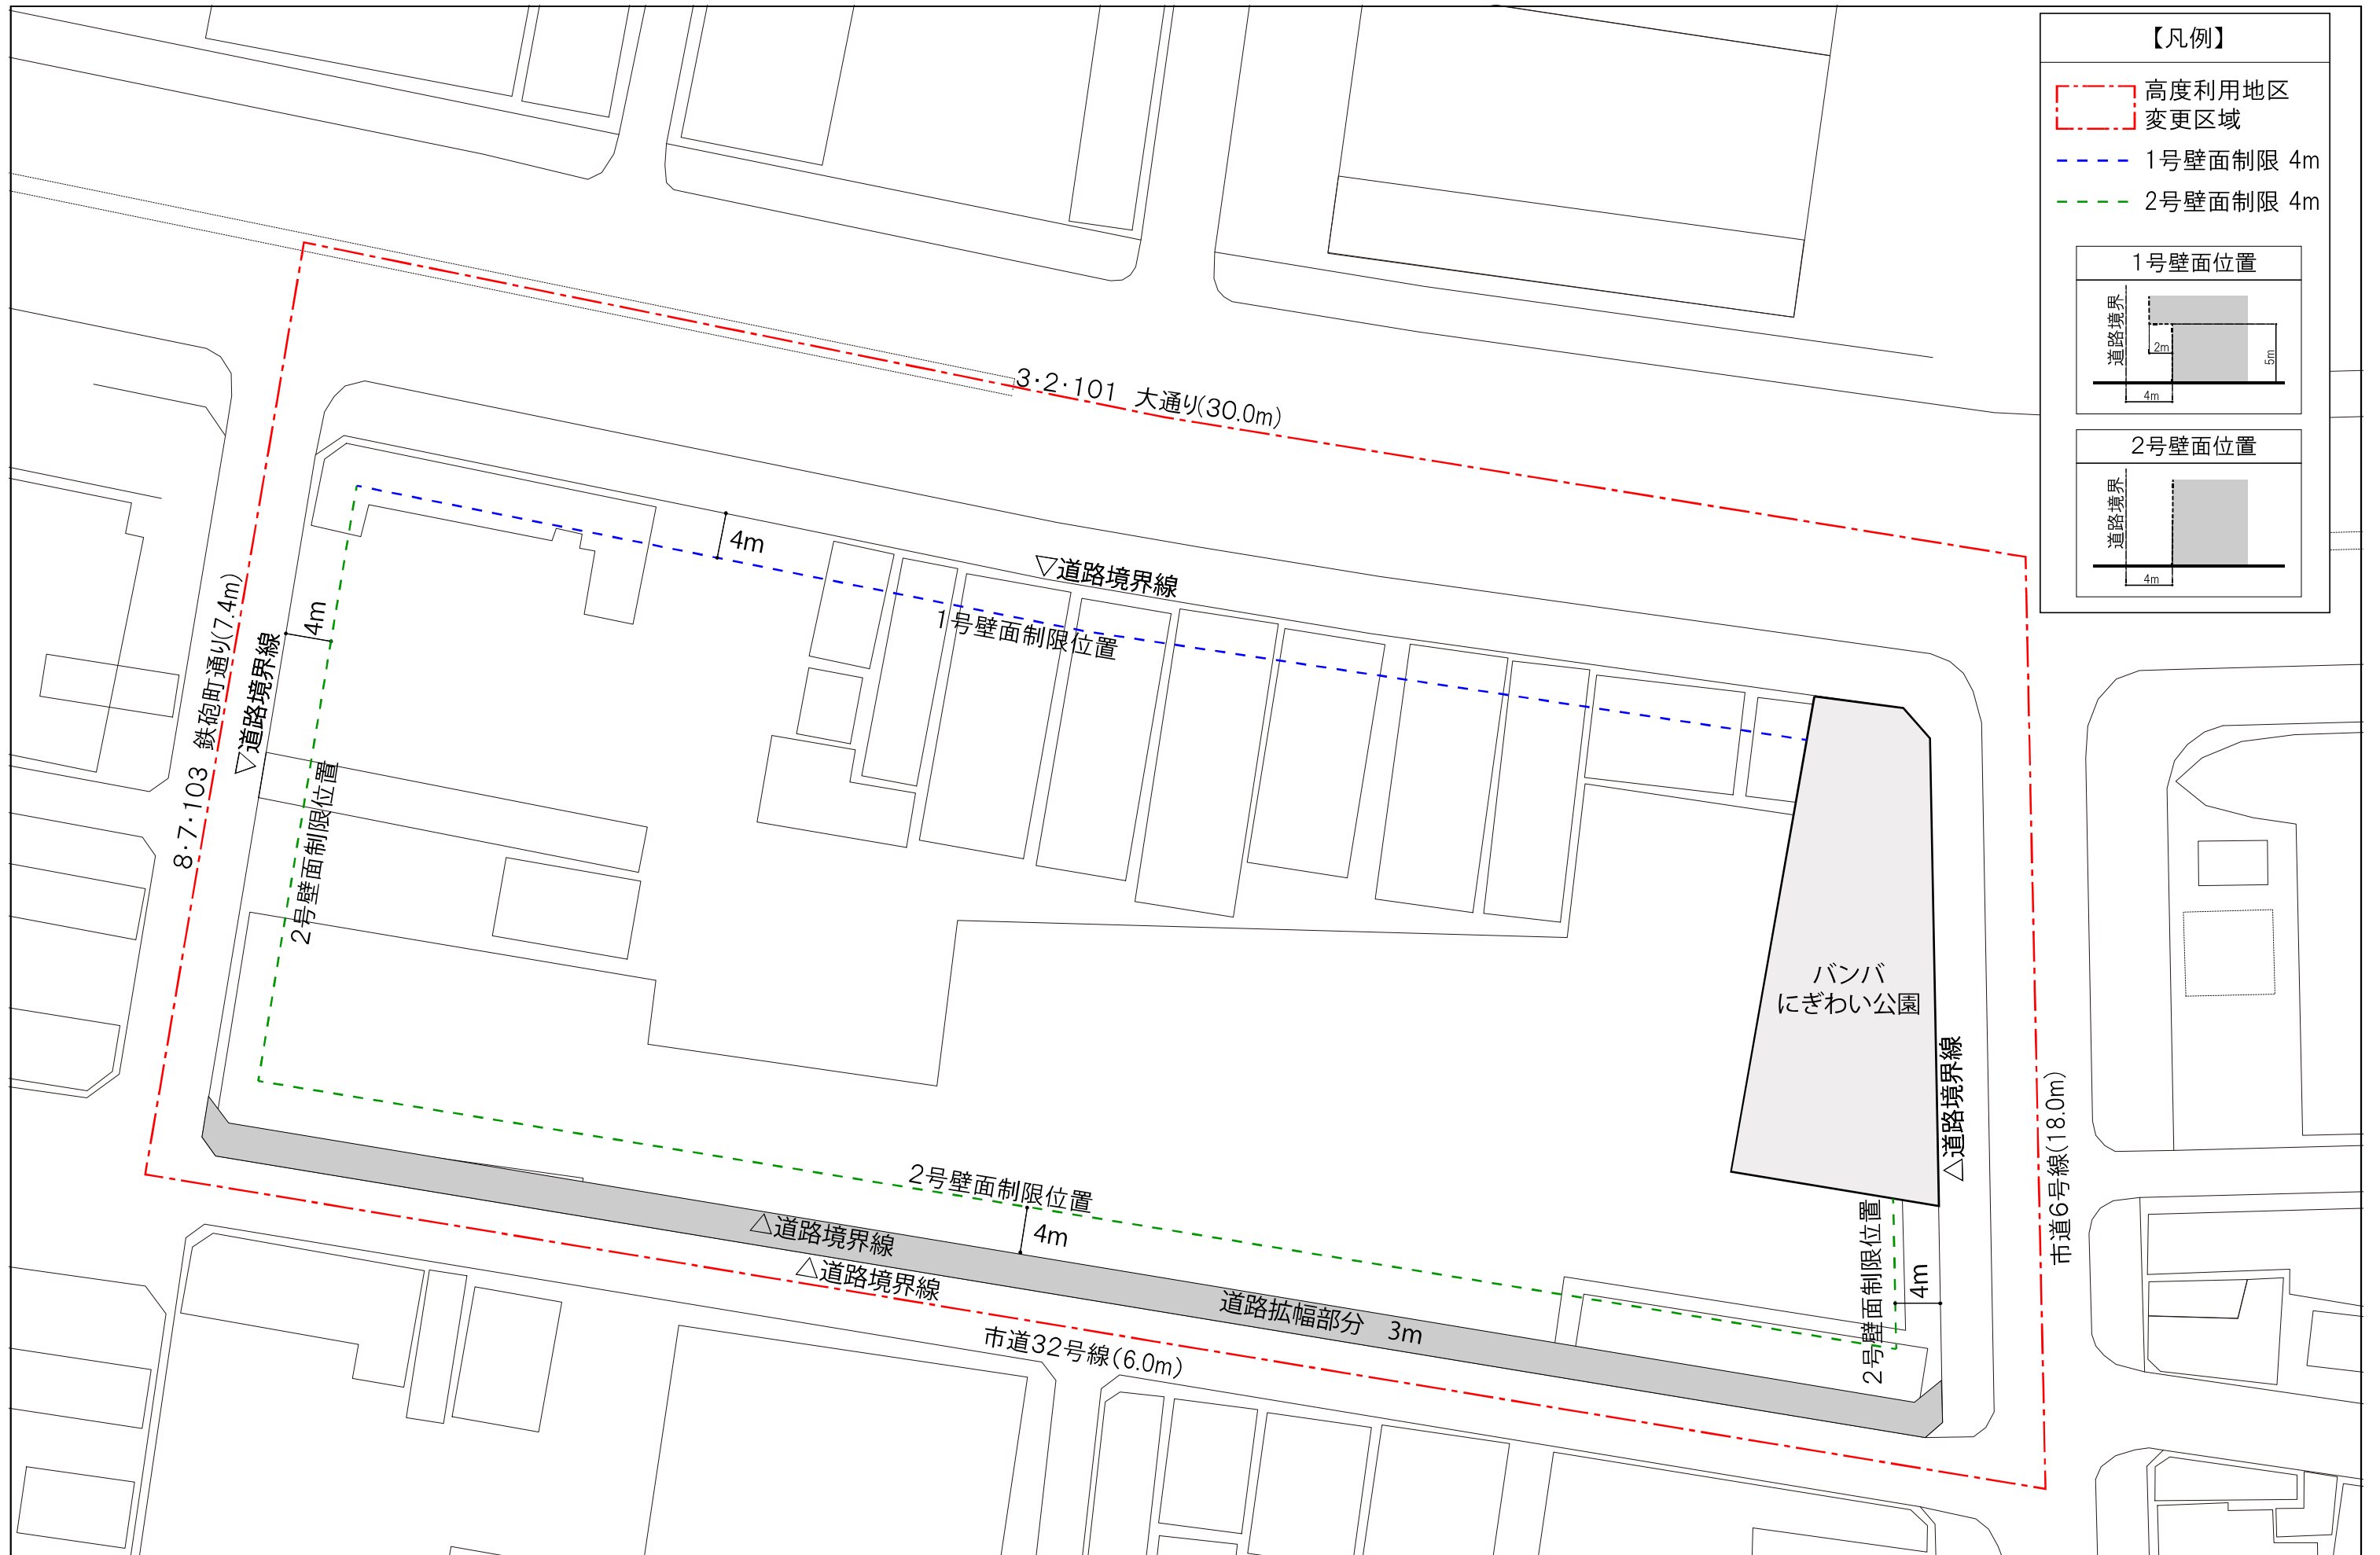 【凡例】
高度利用地区
変更区域
1号壁面制限 4m
2号壁面制限 4m
1号壁面位置
道路境界
2m
5m
4m
2号壁面位置
道路境界
4m
3・2・101 大通り(30.0m)
4m
▽道路境界線
1号壁面制限位置
8・7・103 鉄砲町通り(7.4m)
▽道路境界線
4m
2号壁面制限位置
バンバ
にぎわい公園
△道路境界線
市道6号線(18.0m)
2号壁面制限位置
4m
△道路境界線
△道路境界線
道路拡幅部分 3m
市道32号線(6.0m)
2号壁面制限位置
4m